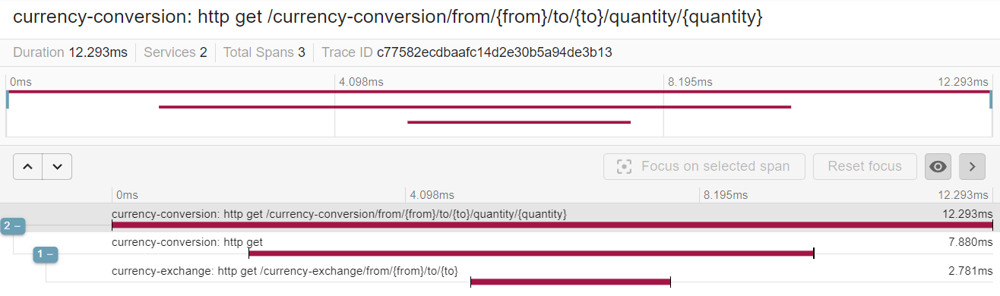 currency-conversion: http get /currency-conversion/from/{from}/to/{to}/quantity/{quantity}
Duration 12.293ms Services 2 Total Spans 3 Trace ID c77582ecdbaafc14d2e30b5a94de3b13
0ms 4.098ms 8.195ms 12.293ms
Focus on selected span Reset focus
0ms 4.098ms 8.195ms 12.293ms
currency-conversion: http get /currency-conversion/from/{from}/to/{to}/quantity/{quantity} 12.293ms
2 −
currency-conversion: http get 7.880ms
1 −
currency-exchange: http get /currency-exchange/from/{from}/to/{to} 2.781ms